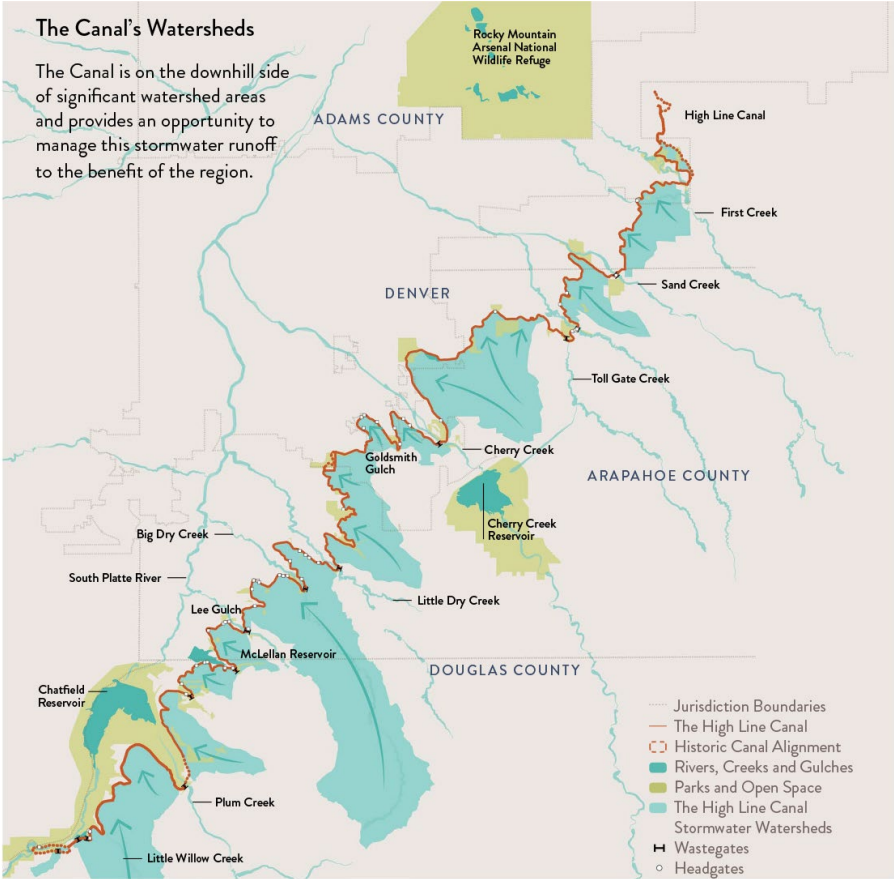 The Canal's Watersheds
The Canal is on the downhill side
of significant watershed areas
and provides an opportunity to
manage this stormwater runoff
to the benefit of the region.
Rocky Mountain
Arsenal National
Wildlife Refuge
ADAMS COUNTY
High Line Canal
First Creek
Sand Creek
DENVER
Toll Gate Creek
Cherry Creek
Goldsmith
Gulch
ARAPAHOE COUNTY
Cherry Creek
Reservoir
Big Dry Creek
South Platte River
Little Dry Creek
Lee Gulch
McLellan Reservoir
DOUGLAS COUNTY
Chatfield
Reservoir
Plum Creek
Little Willow Creek
Jurisdiction Boundaries
The High Line Canal
Historic Canal Alignment
Rivers, Creeks and Gulches
Parks and Open Space
The High Line Canal
Stormwater Watersheds
Wastegates
Headgates